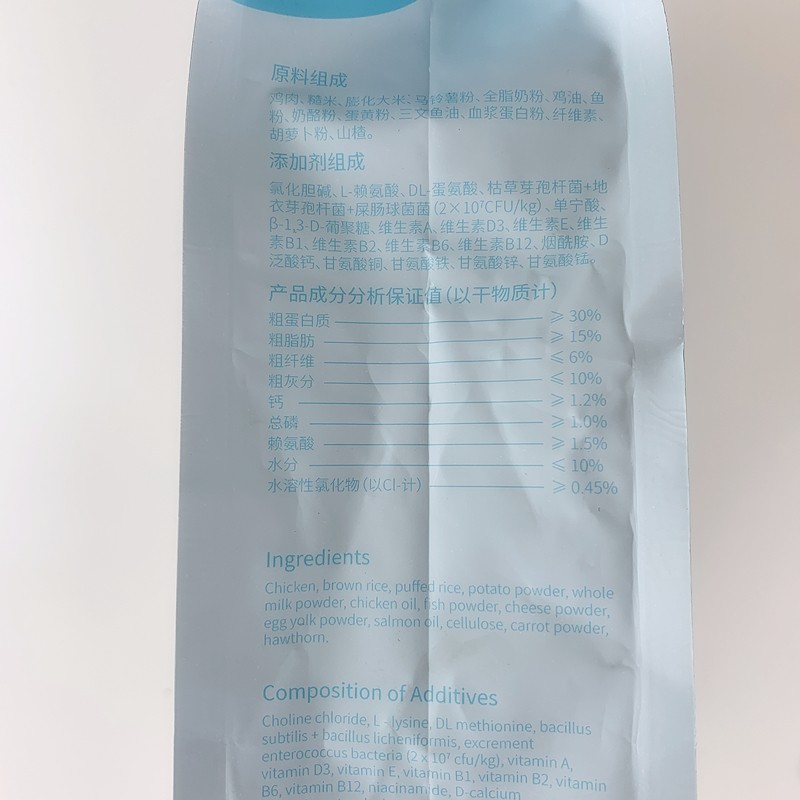 原料组成
鸡肉、糙米、膨化大米、马铃薯粉、全脂奶粉、鸡油、鱼
粉、奶酪粉、蛋黄粉、三文鱼油、血浆蛋白粉、纤维素、
胡萝卜粉、山楂。
添加剂组成
氯化胆碱、L-赖氨酸、DL-蛋氨酸、枯草芽孢杆菌+地
衣芽孢杆菌+屎肠球菌菌(2×10⁷CFU/kg)、单宁酸、
β-1,3-D-葡聚糖、维生素A、维生素D3、维生素E、维生
素B1、维生素B2、维生素B6、维生素B12、烟酰胺、D
泛酸钙、甘氨酸铜、甘氨酸铁、甘氨酸锌、甘氨酸锰。
产品成分分析保证值(以干物质计)
粗蛋白质 ≥ 30%
粗脂肪 ≥ 15%
粗纤维 ≤ 6%
粗灰分 ≤ 10%
钙 ≥ 1.2%
总磷 ≥ 1.0%
赖氨酸 ≥ 1.5%
水分 ≤ 10%
水溶性氯化物(以Cl-计) ≥ 0.45%
Ingredients
Chicken, brown rice, puffed rice, potato powder, whole
milk powder, chicken oil, fish powder, cheese powder,
egg yolk powder, salmon oil, cellulose, carrot powder,
hawthorn.
Composition of Additives
Choline chloride, L - lysine, DL methionine, bacillus
subtilis + bacillus licheniformis, excrement
enterococcus bacteria (2 x 10⁷ cfu/kg), vitamin A,
vitamin D3, vitamin E, vitamin B1, vitamin B2, vitamin
B6, vitamin B12, niacinamide, D-calcium